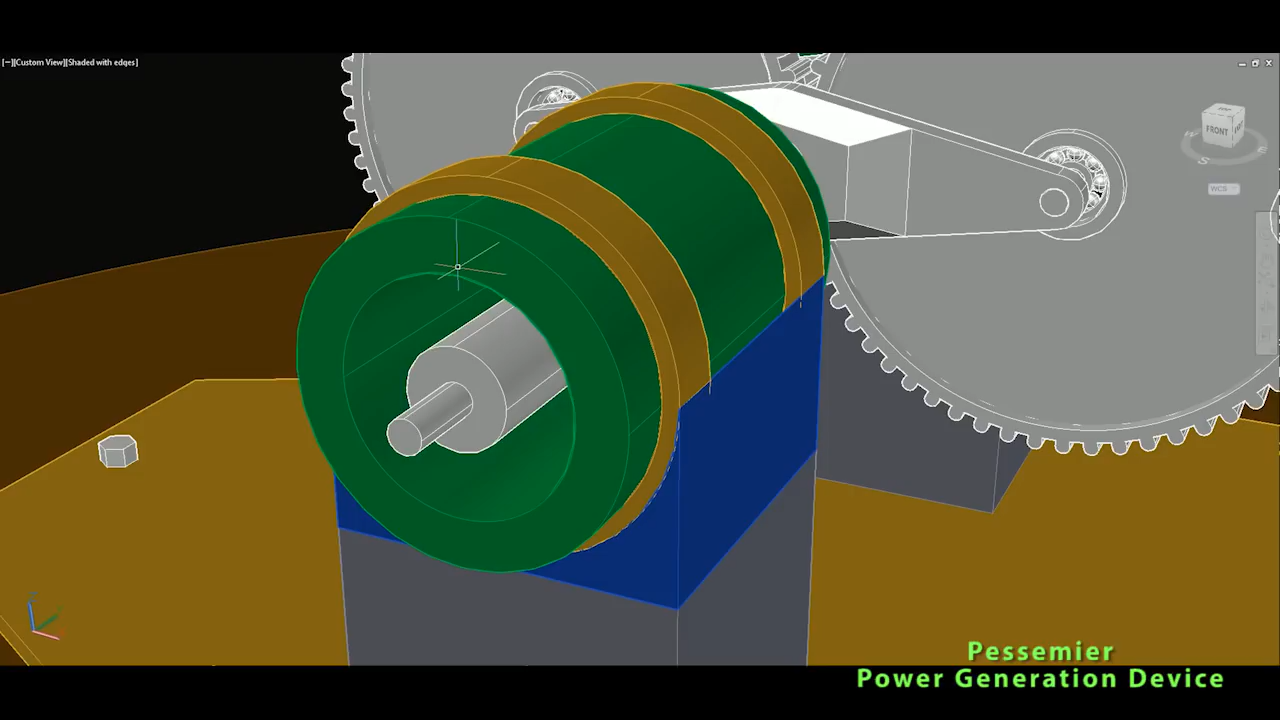 [−][Custom View][Shaded with edges]
FRONT
S
E
WCS
Pessemier
Power Generation Device